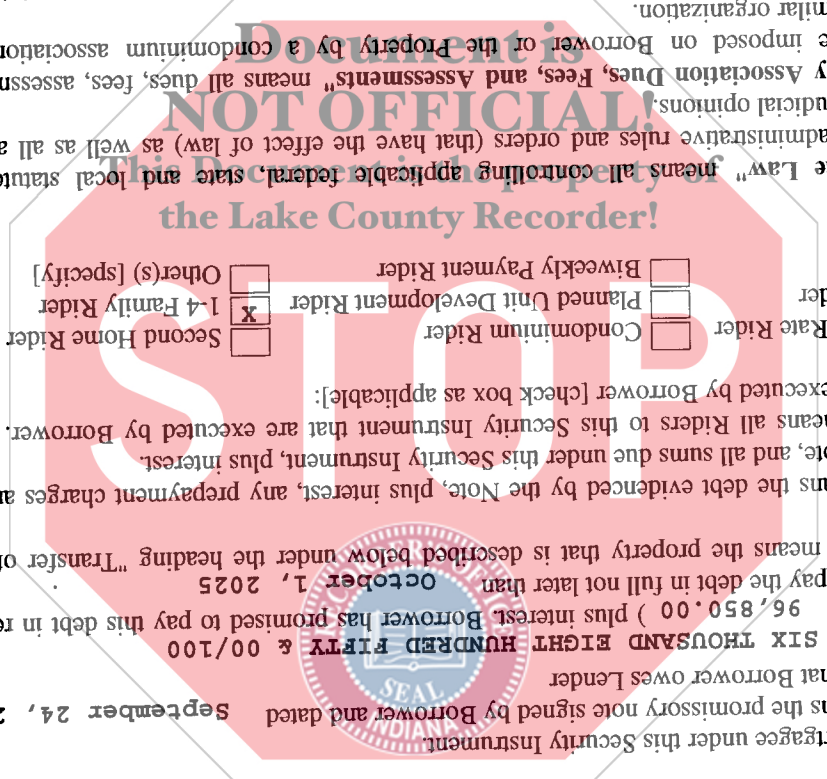 rtgagee under this Security Instrument.
ns the promissory note signed by Borrower and dated September 24, 2
hat Borrower owes Lender
SIX THOUSAND EIGHT HUNDRED FIFTY & 00/100
96,850.00 ) plus interest. Borrower has promised to pay this debt in re
pay the debt in full not later than October 1, 2025 .
means the property that is described below under the heading "Transfer of
ns the debt evidenced by the Note, plus interest, any prepayment charges an
ote, and all sums due under this Security Instrument, plus interest.
eans all Riders to this Security Instrument that are executed by Borrower.
executed by Borrower [check box as applicable]:
Rate Rider Condominium Rider Second Home Rider
der Planned Unit Development Rider x 1-4 Family Rider
Biweekly Payment Rider Other(s) [specify]
e Law" means all controlling applicable federal, state and local statut
administrative rules and orders (that have the effect of law) as well as all a
udicial opinions.
y Association Dues, Fees, and Assessments" means all dues, fees, assessm
e imposed on Borrower or the Property by a condominium association
milar organization.
Document is
NOT OFFICIAL!
This Document is the property of
the Lake County Recorder!
STOP
RECORDER'S OFFICE
SEAL
INDIANA